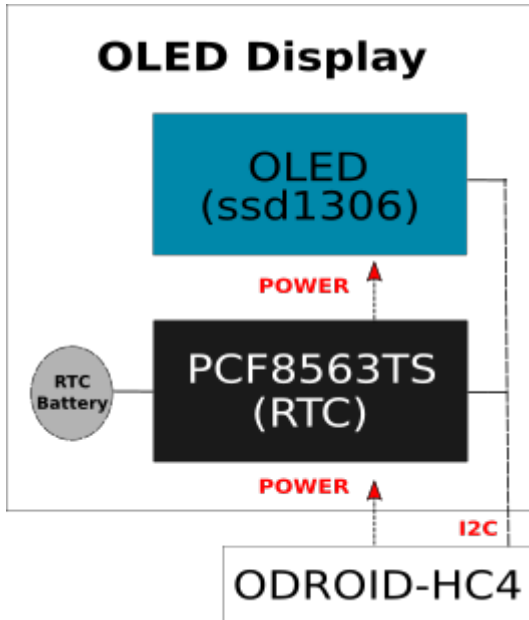 OLED Display
OLED
(ssd1306)
POWER
RTC
Battery
PCF8563TS
(RTC)
POWER
I2C
ODROID-HC4